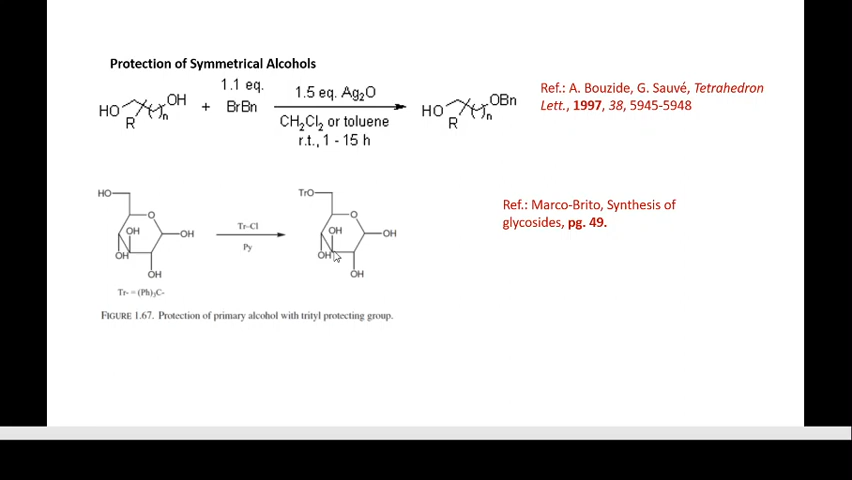 Protection of Symmetrical Alcohols
HO
R
n
OH
+
1.1 eq.
BrBn
1.5 eq. Ag2O
CH2Cl2 or toluene
r.t., 1 - 15 h
HO
R
n
OBn
Ref.: A. Bouzide, G. Sauvé, Tetrahedron
Lett., 1997, 38, 5945-5948
HO
O
OH
OH
OH
OH
Tr-Cl
Py
TrO
O
OH
OH
OH
OH
Ref.: Marco-Brito, Synthesis of
glycosides, pg. 49.
Tr- = (Ph)3C-
FIGURE 1.67. Protection of primary alcohol with trityl protecting group.